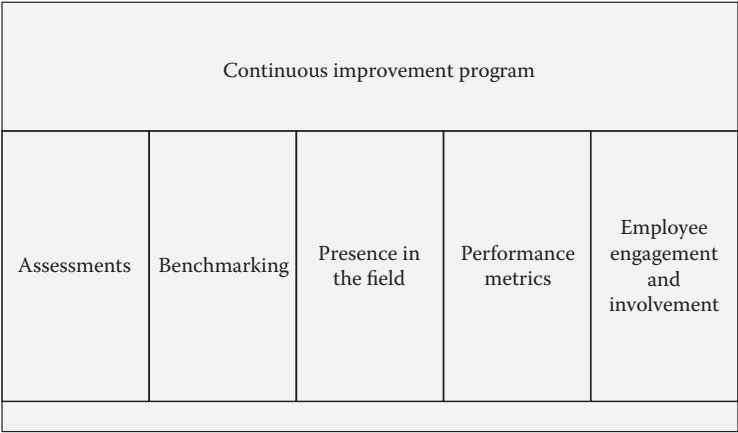 Continuous improvement program
Assessments
Benchmarking
Presence in
the field
Performance
metrics
Employee
engagement
and
involvement